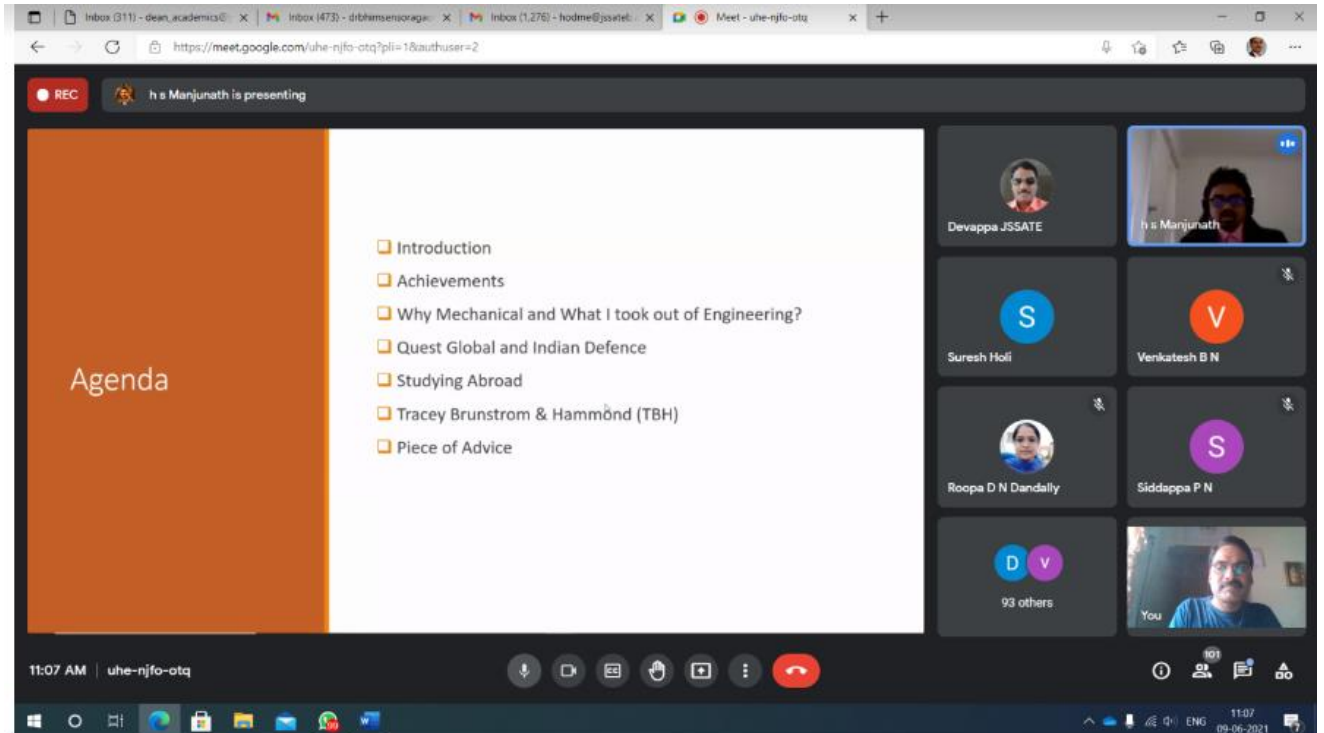 Inbox (311) - dean_academics@
Inbox (473) - drbhimsensoragao
Inbox (1,276) - hodme@jssateb.
Meet - uhe-njfo-otq
https://meet.google.com/uhe-njfo-otq?pli=1&authuser=2
REC
h s Manjunath is presenting
Agenda
Introduction
Achievements
Why Mechanical and What I took out of Engineering?
Quest Global and Indian Defence
Studying Abroad
Tracey Brunstrom & Hammond (TBH)
Piece of Advice
Devappa JSSATE
h s Manjunath
S
Suresh Holi
V
Venkatesh B N
Roopa D N Dandally
S
Siddappa P N
D V
93 others
You
11:07 AM | uhe-njfo-otq
CC
101
99
W
ENG
11:07
09-06-2021
7